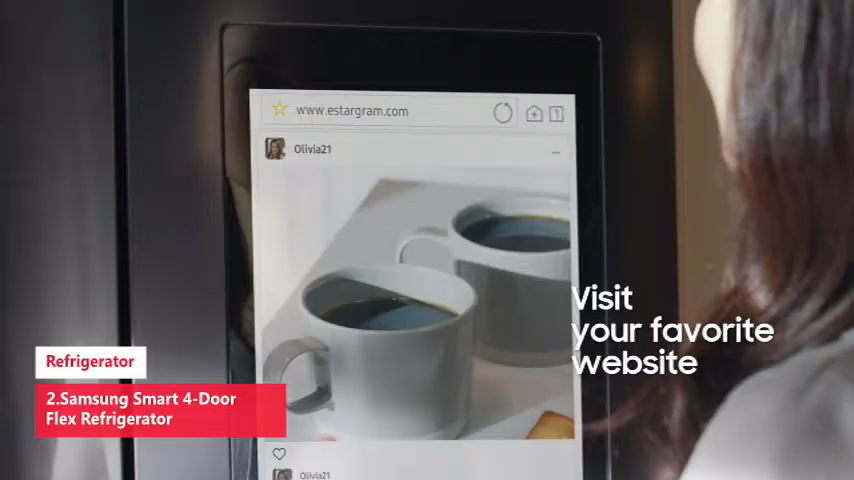 www.estargram.com
1
Olivia21
Visit
your favorite
website
Refrigerator
2.Samsung Smart 4-Door
Flex Refrigerator
Olivia21